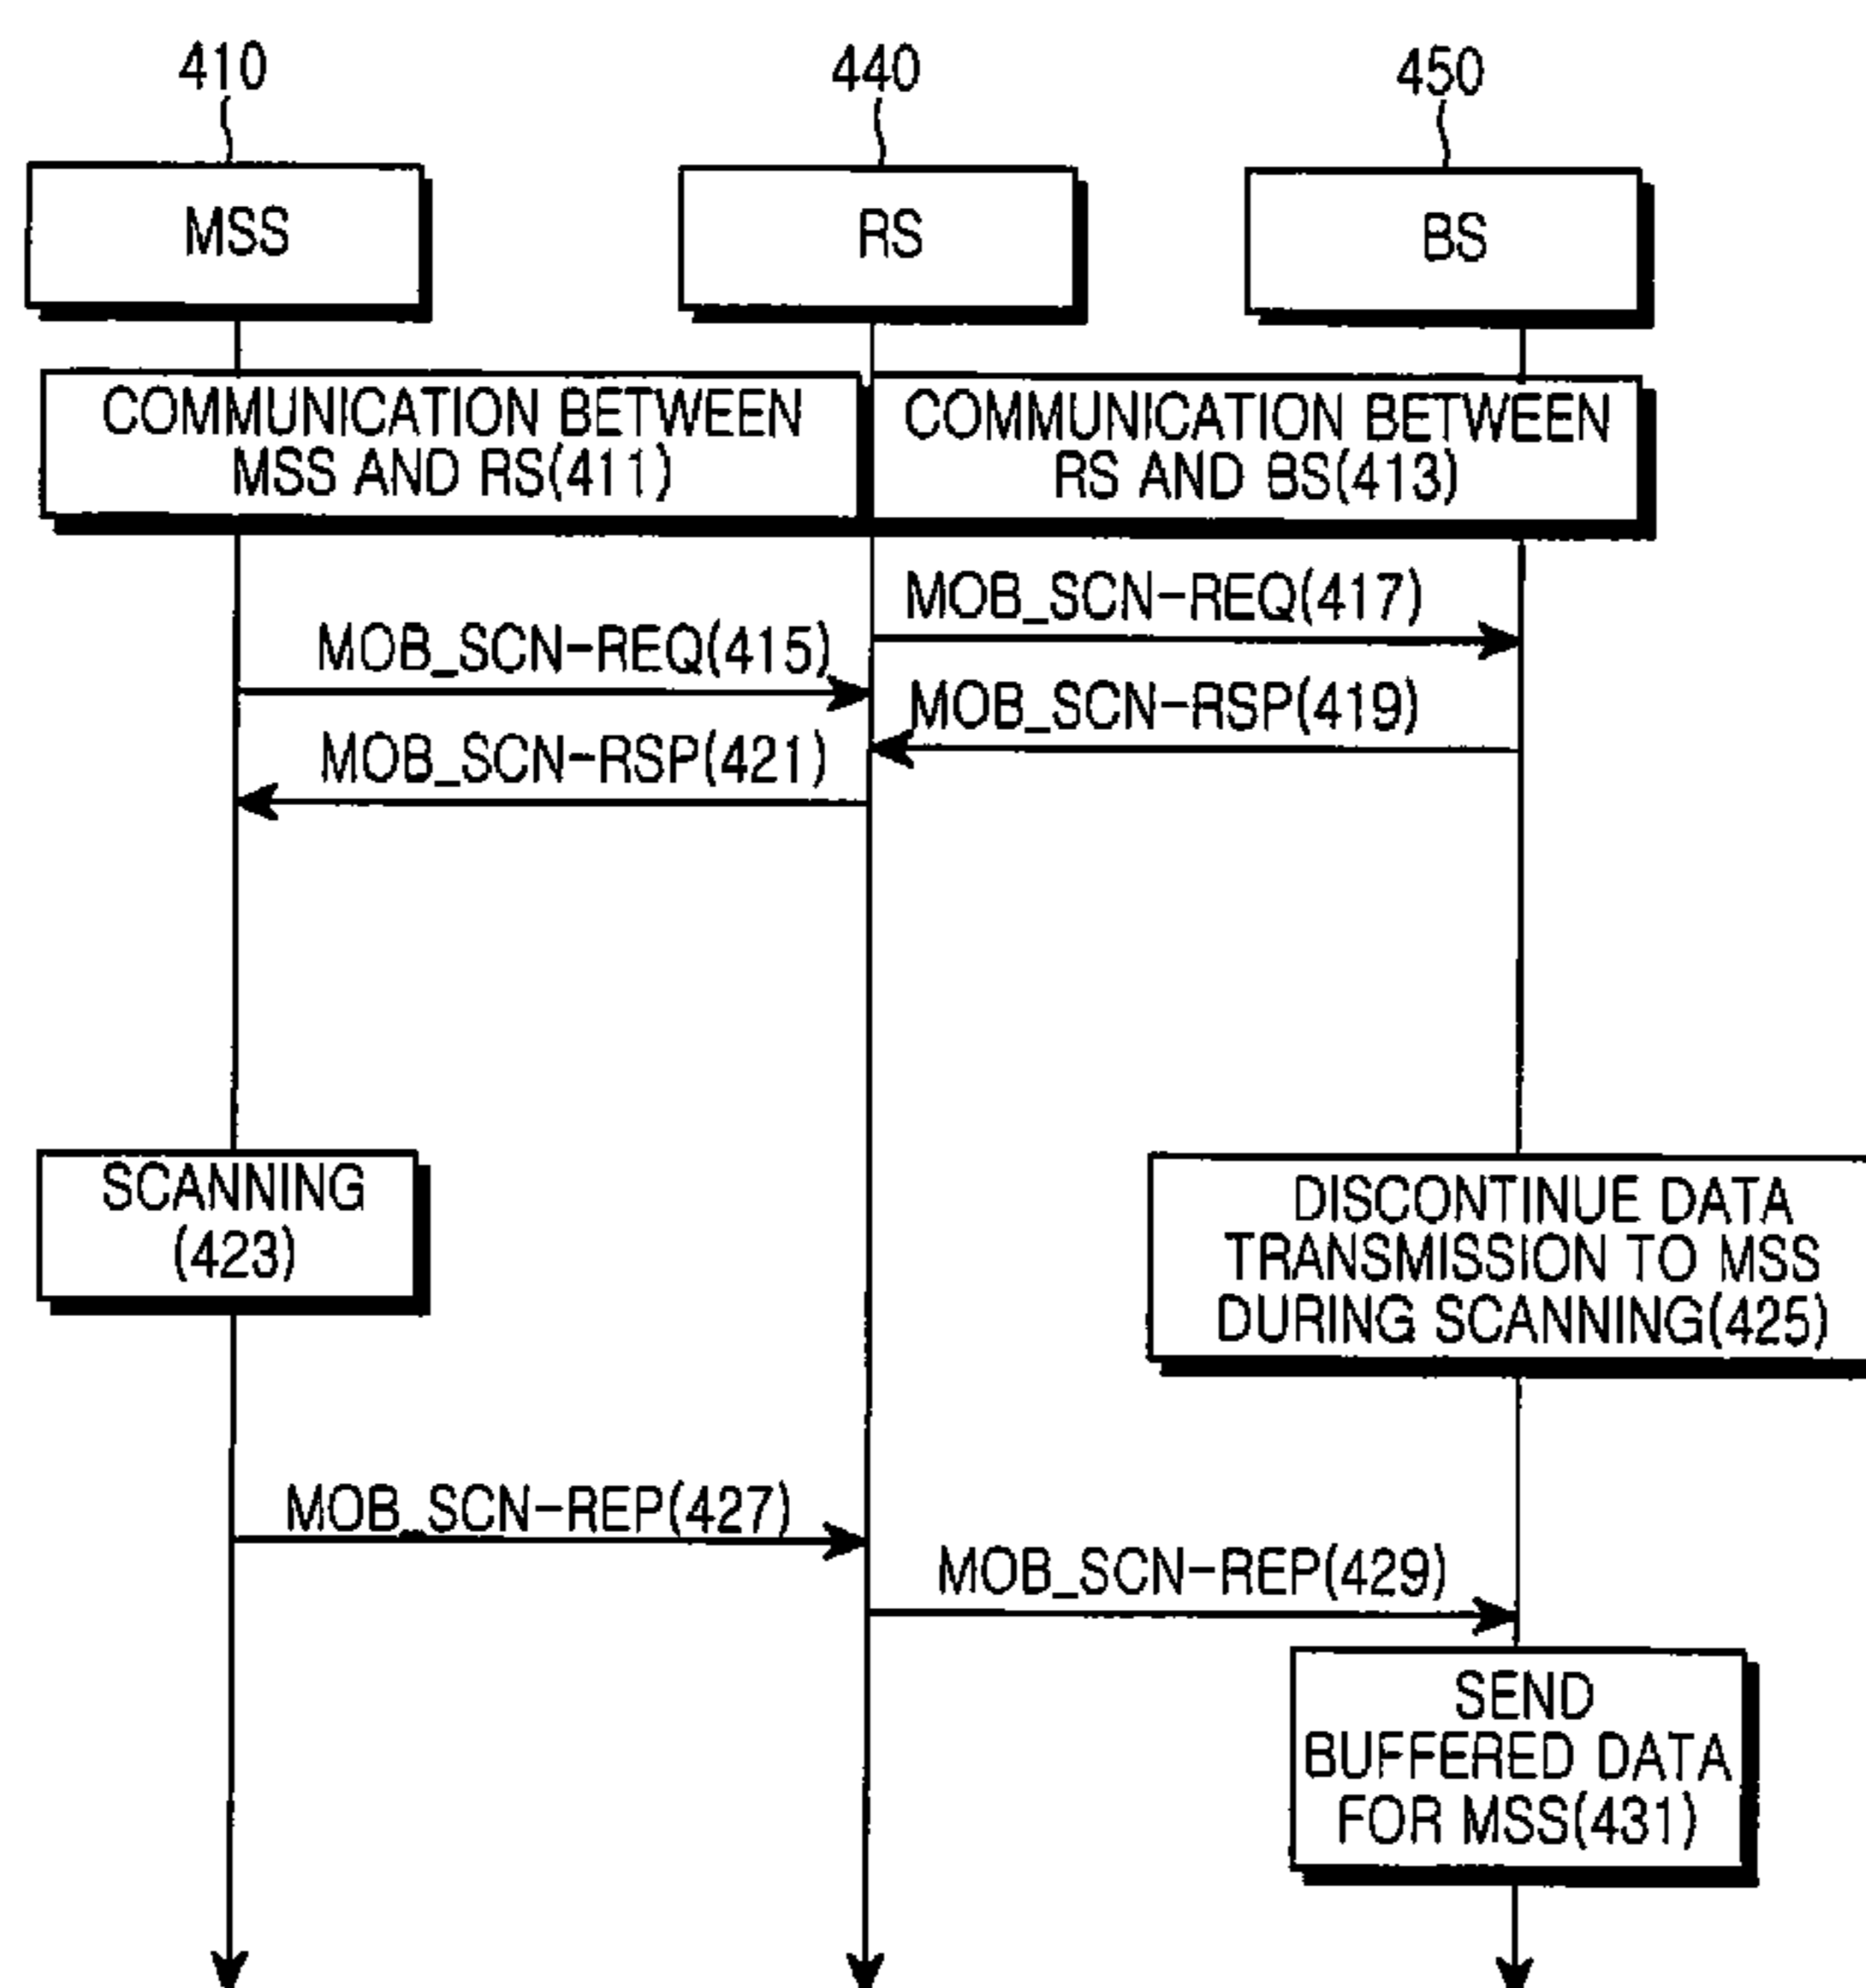 410
440
450
MSS
RS
BS
COMMUNICATION BETWEEN
MSS AND RS(411)
COMMUNICATION BETWEEN
RS AND BS(413)
MOB_SCN-REQ(417)
MOB_SCN-REQ(415)
MOB_SCN-RSP(419)
MOB_SCN-RSP(421)
SCANNING
(423)
DISCONTINUE DATA
TRANSMISSION TO MSS
DURING SCANNING(425)
MOB_SCN-REP(427)
MOB_SCN-REP(429)
SEND
BUFFERED DATA
FOR MSS(431)